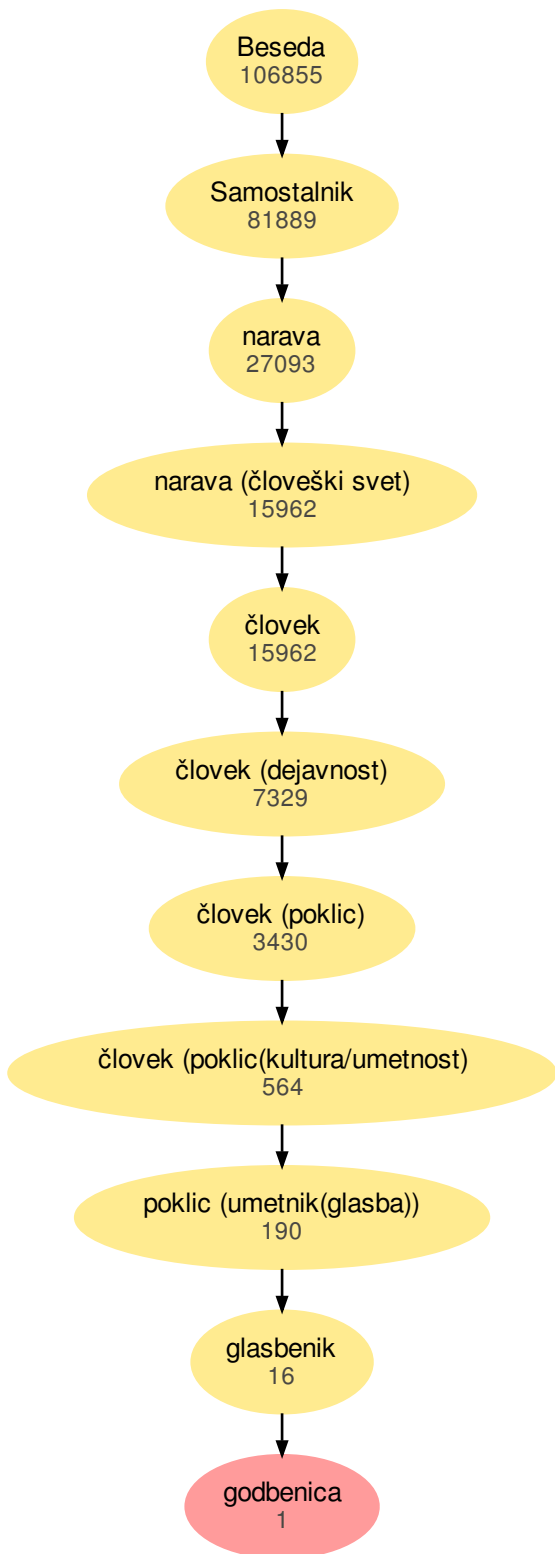 Beseda
106855
Samostalnik
81889
narava
27093
narava (človeški svet)
15962
človek
15962
človek (dejavnost)
7329
človek (poklic)
3430
človek (poklic(kultura/umetnost)
564
poklic (umetnik(glasba))
190
glasbenik
16
godbenica
1